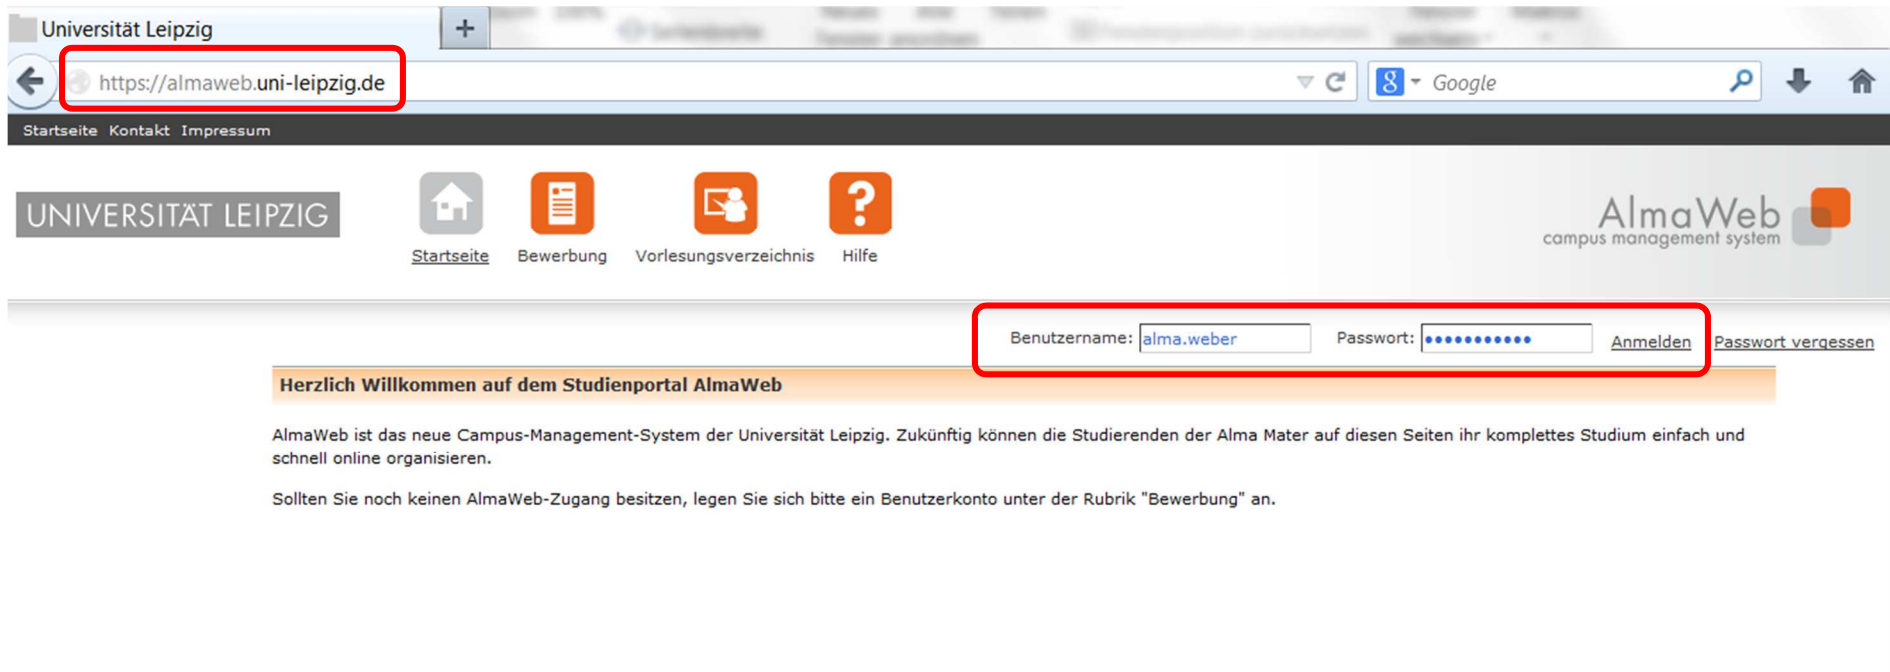 Universität Leipzig
https://almaweb.uni-leipzig.de
Google
Startseite Kontakt Impressum
UNIVERSITÄT LEIPZIG
Startseite Bewerbung Vorlesungsverzeichnis Hilfe
AlmaWeb
campus management system
Benutzername: alma.weber Passwort: Anmelden Passwort vergessen
Herzlich Willkommen auf dem Studienportal AlmaWeb
AlmaWeb ist das neue Campus-Management-System der Universität Leipzig. Zukünftig können die Studierenden der Alma Mater auf diesen Seiten ihr komplettes Studium einfach und
schnell online organisieren.
Sollten Sie noch keinen AlmaWeb-Zugang besitzen, legen Sie sich bitte ein Benutzerkonto unter der Rubrik "Bewerbung" an.